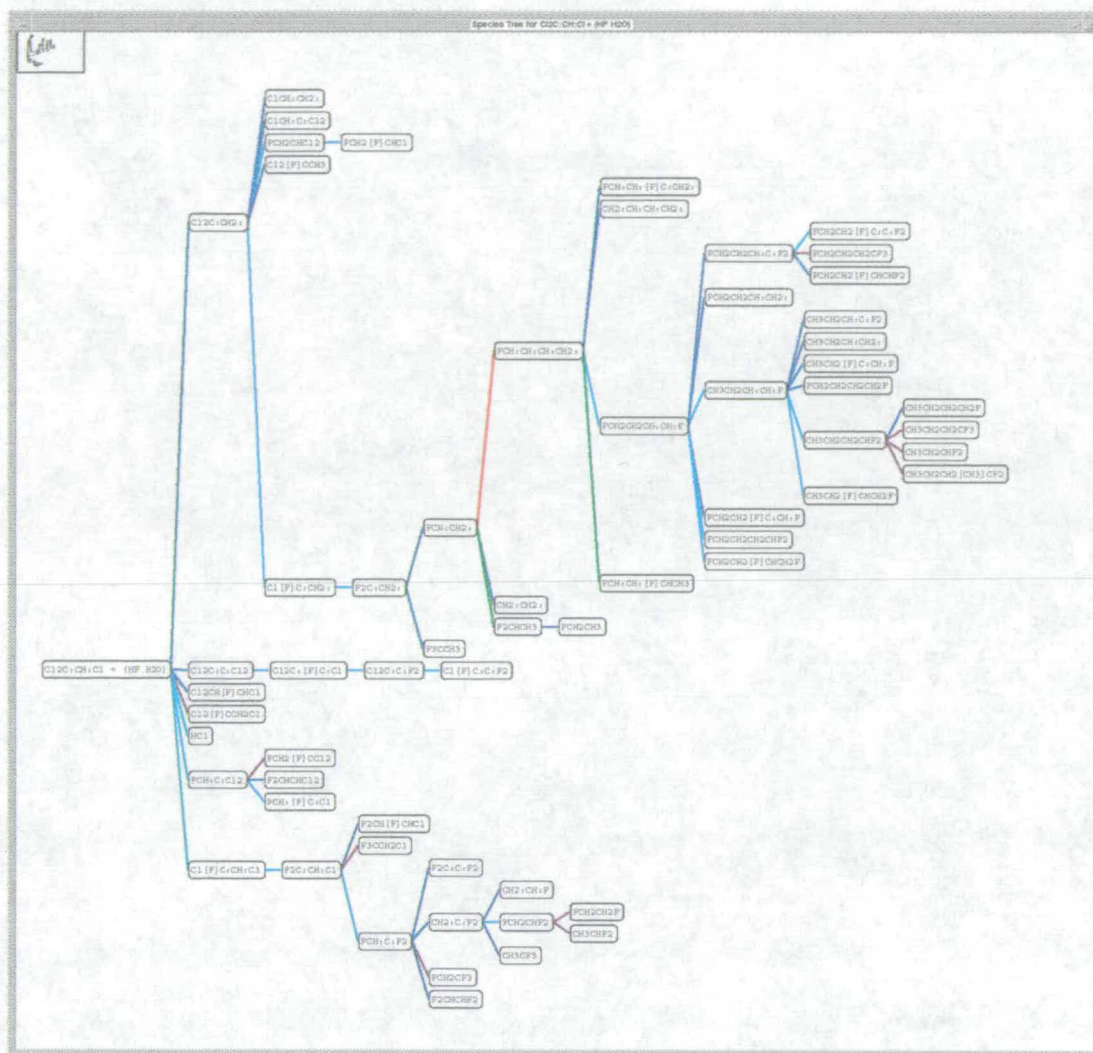 Species Tree for Cl2C:CH:Cl + (HF H2O)
ClCH:CH2:
ClCH:C:Cl2
FCH2CHCl2
FCH2[F]CHCl
Cl2[F]CCH3
FCH:CH:[F]C:CH2:
CH2:CH:CH:CH2:
Cl2C:CH2:
FCH2CH2CH:C:F2
FCH2CH2[F]C:C:F2
FCH2CH2CH2CF3
FCH2CH2[F]CHCHF2
FCH2CH2CH:CH2:
CH3CH2CH:C:F2
CH3CH2CH:CH2:
FCH:CH:CH:CH2:
CH3CH2[F]C:CH:F
FCH2CH2CH2CH2F
CH3CH2CH:CH:F
CH3CH2CH2CH2F
FCH2CH2CH:CH:F
CH3CH2CH2CF3
CH3CH2CH2CHF2
CH3CH2CHF2
CH3CH2CH2[CH3]CF2
CH3CH2[F]CHCH2F
FCH2CH2[F]C:CH:F
FCH:CH2:
FCH2CH2CH2CHF2
FCH2CH2[F]CHCH2F
FCH:CH:[F]CHCH3
Cl[F]C:CH2:
F2C:CH2:
CH2:CH2:
F2CHCH3
FCH2CH3
F3CCH3
Cl2C:CH:Cl + (HF H2O)
Cl2C:C:Cl2
Cl2C:[F]C:Cl
Cl2C:C:F2
Cl[F]C:C:F2
Cl2CH[F]CHCl
Cl2[F]CCH2Cl
HCl
FCH2[F]CCl2
FCH:C:Cl2
F2CHCHCl2
FCH:[F]C:Cl
F2CH[F]CHCl
F3CCH2Cl
Cl[F]C:CH:Cl
F2C:CH:Cl
F2C:C:F2
CH2:CH:F
CH2:C:F2
FCH2CHF2
FCH2CH2F
CH3CHF2
FCH:C:F2
CH3CF3
FCH2CF3
F2CHCHF2